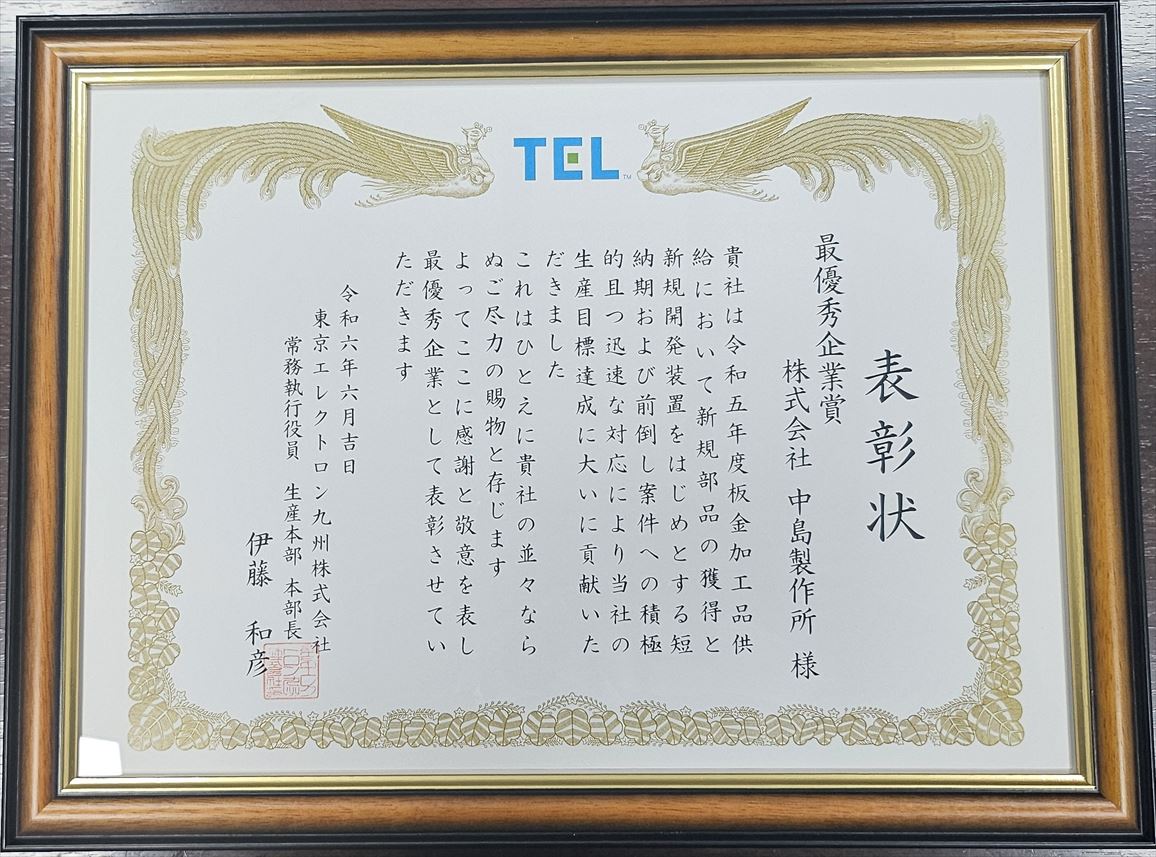 TEL
表彰状
最優秀企業賞
株式会社 中島製作所 様
貴社は令和五年度板金加工品供
給において新規部品の獲得と
新規開発装置をはじめとする短
納期および前倒し案件への積極
的且つ迅速な対応により当社の
生産目標達成に大いに貢献いた
だきました
これはひとえに貴社の並々なら
ぬご尽力の賜物と存じます
よってここに感謝と敬意を表し
最優秀企業として表彰させてい
ただきます
令和六年六月吉日
東京エレクトロン九州株式会社
常務執行役員 生産本部 本部長
伊藤 和彦